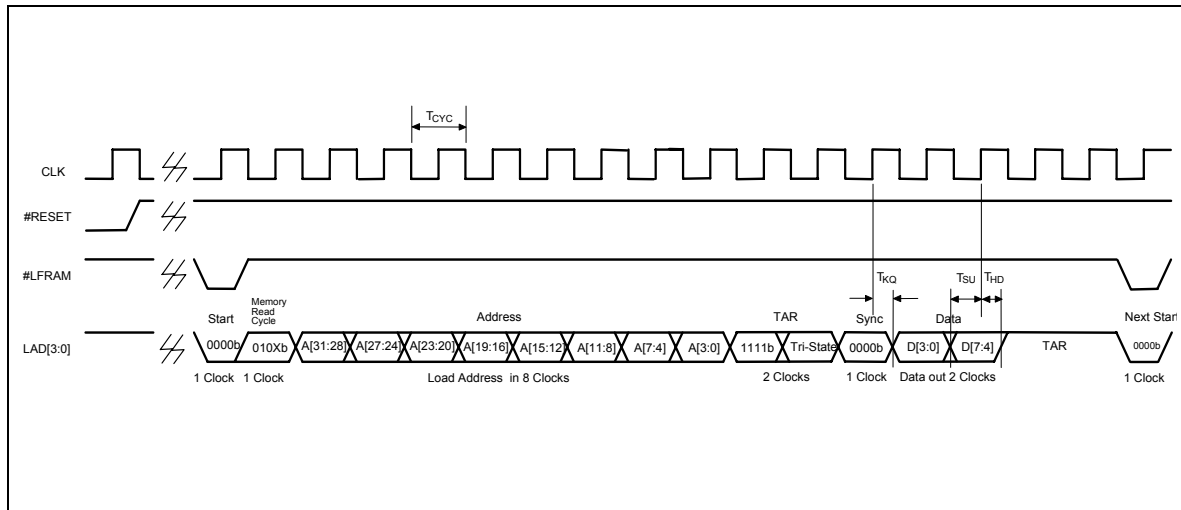 TCYC
CLK
#RESET
#LFRAM
TKQ TSU THD
Start Memory Read Cycle Address TAR Sync Data Next Start
LAD[3:0] 0000b 010Xb A[31:28] A[27:24] A[23:20] A[19:16] A[15:12] A[11:8] A[7:4] A[3:0] 1111b Tri-State 0000b D[3:0] D[7:4] TAR 0000b
1 Clock 1 Clock Load Address in 8 Clocks 2 Clocks 1 Clock Data out 2 Clocks 1 Clock